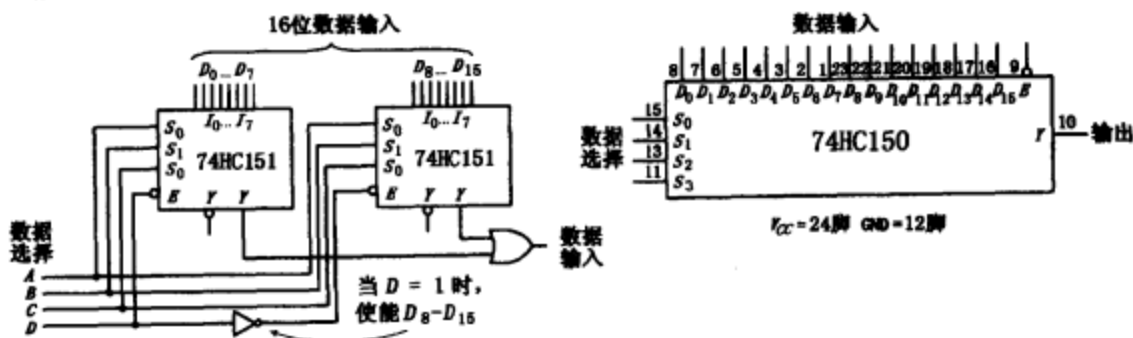 16位数据输入
D0... D7
D8... D15
I0... I7
S0
S1
S0
74HC151
E Y Y
I0... I7
S0
S1
S0
74HC151
E Y Y
数据
选择
A
B
C
D
当 D = 1 时，
使能 D8-D15
数据
输入
数据输入
8 7 6 5 4 3 2 1 23 22 21 20 19 18 17 16 9
D0 D1 D2 D3 D4 D5 D6 D7 D8 D9 D10 D11 D12 D13 D14 D15 E
数据
选择
15 S0
14 S1
13 S2
11 S3
74HC150
Y 10 输出
VCC=24脚 GND=12脚